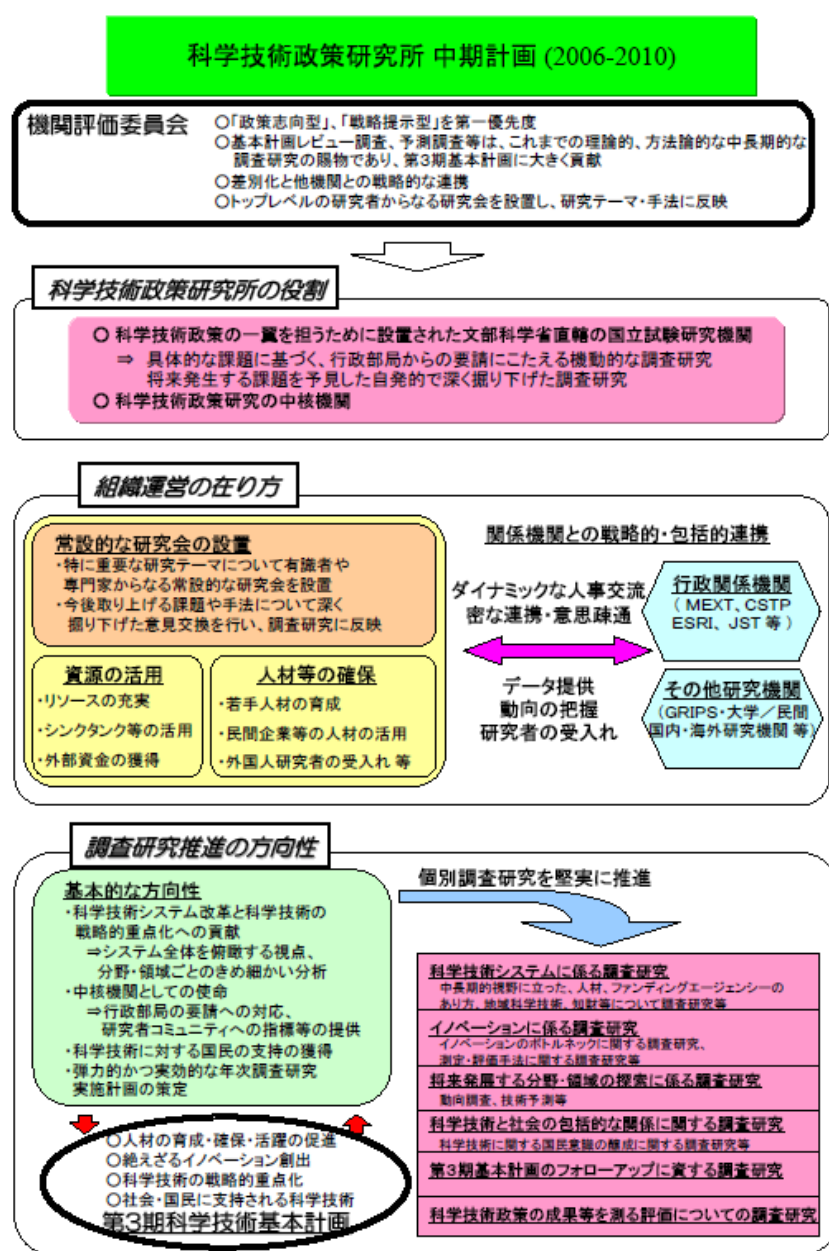 科学技術政策研究所 中期計画 (2006-2010)
機関評価委員会
○「政策志向型」、「戦略提示型」を第一優先度
○基本計画レビュー調査、予測調査等は、これまでの理論的、方法論的な中長期的な
調査研究の賜物であり、第3期基本計画に大きく貢献
○差別化と他機関との戦略的な連携
○トップレベルの研究者からなる研究会を設置し、研究テーマ・手法に反映
科学技術政策研究所の役割
○ 科学技術政策の一翼を担うために設置された文部科学省直轄の国立試験研究機関
⇒ 具体的な課題に基づく、行政部局からの要請にこたえる機動的な調査研究
将来発生する課題を予見した自発的で深く掘り下げた調査研究
○ 科学技術政策研究の中核機関
組織運営の在り方
常設的な研究会の設置
・特に重要な研究テーマについて有識者や
専門家からなる常設的な研究会を設置
・今後取り上げる課題や手法について深く
掘り下げた意見交換を行い、調査研究に反映
資源の活用
・リソースの充実
・シンクタンク等の活用
・外部資金の獲得
人材等の確保
・若手人材の育成
・民間企業等の人材の活用
・外国人研究者の受入れ 等
関係機関との戦略的・包括的連携
ダイナミックな人事交流
密な連携・意思疎通
データ提供
動向の把握
研究者の受入れ
行政関係機関
( MEXT、CSTP
ESRI、JST 等 )
その他研究機関
(GRIPS・大学/民間
国内・海外研究機関 等)
調査研究推進の方向性
基本的な方向性
・科学技術システム改革と科学技術の
戦略的重点化への貢献
⇒システム全体を俯瞰する視点、
分野・領域ごとのきめ細かい分析
・中核機関としての使命
⇒行政部局の要請への対応、
研究者コミュニティへの指標等の提供
・科学技術に対する国民の支持の獲得
・弾力的かつ実効的な年次調査研究
実施計画の策定
○人材の育成・確保・活躍の促進
○絶えざるイノベーション創出
○科学技術の戦略的重点化
○社会・国民に支持される科学技術
第3期科学技術基本計画
個別調査研究を堅実に推進
科学技術システムに係る調査研究
中長期的視野に立った、人材、ファンディングエージェンシーの
あり方、地域科学技術、知財等について調査研究等
イノベーションに係る調査研究
イノベーションのボトルネックに関する調査研究、
測定・評価手法に関する調査研究等
将来発展する分野・領域の探索に係る調査研究
動向調査、技術予測等
科学技術と社会の包括的な関係に関する調査研究
科学技術に関する国民意識の醸成に関する調査研究等
第3期基本計画のフォローアップに資する調査研究
科学技術政策の成果等を測る評価についての調査研究